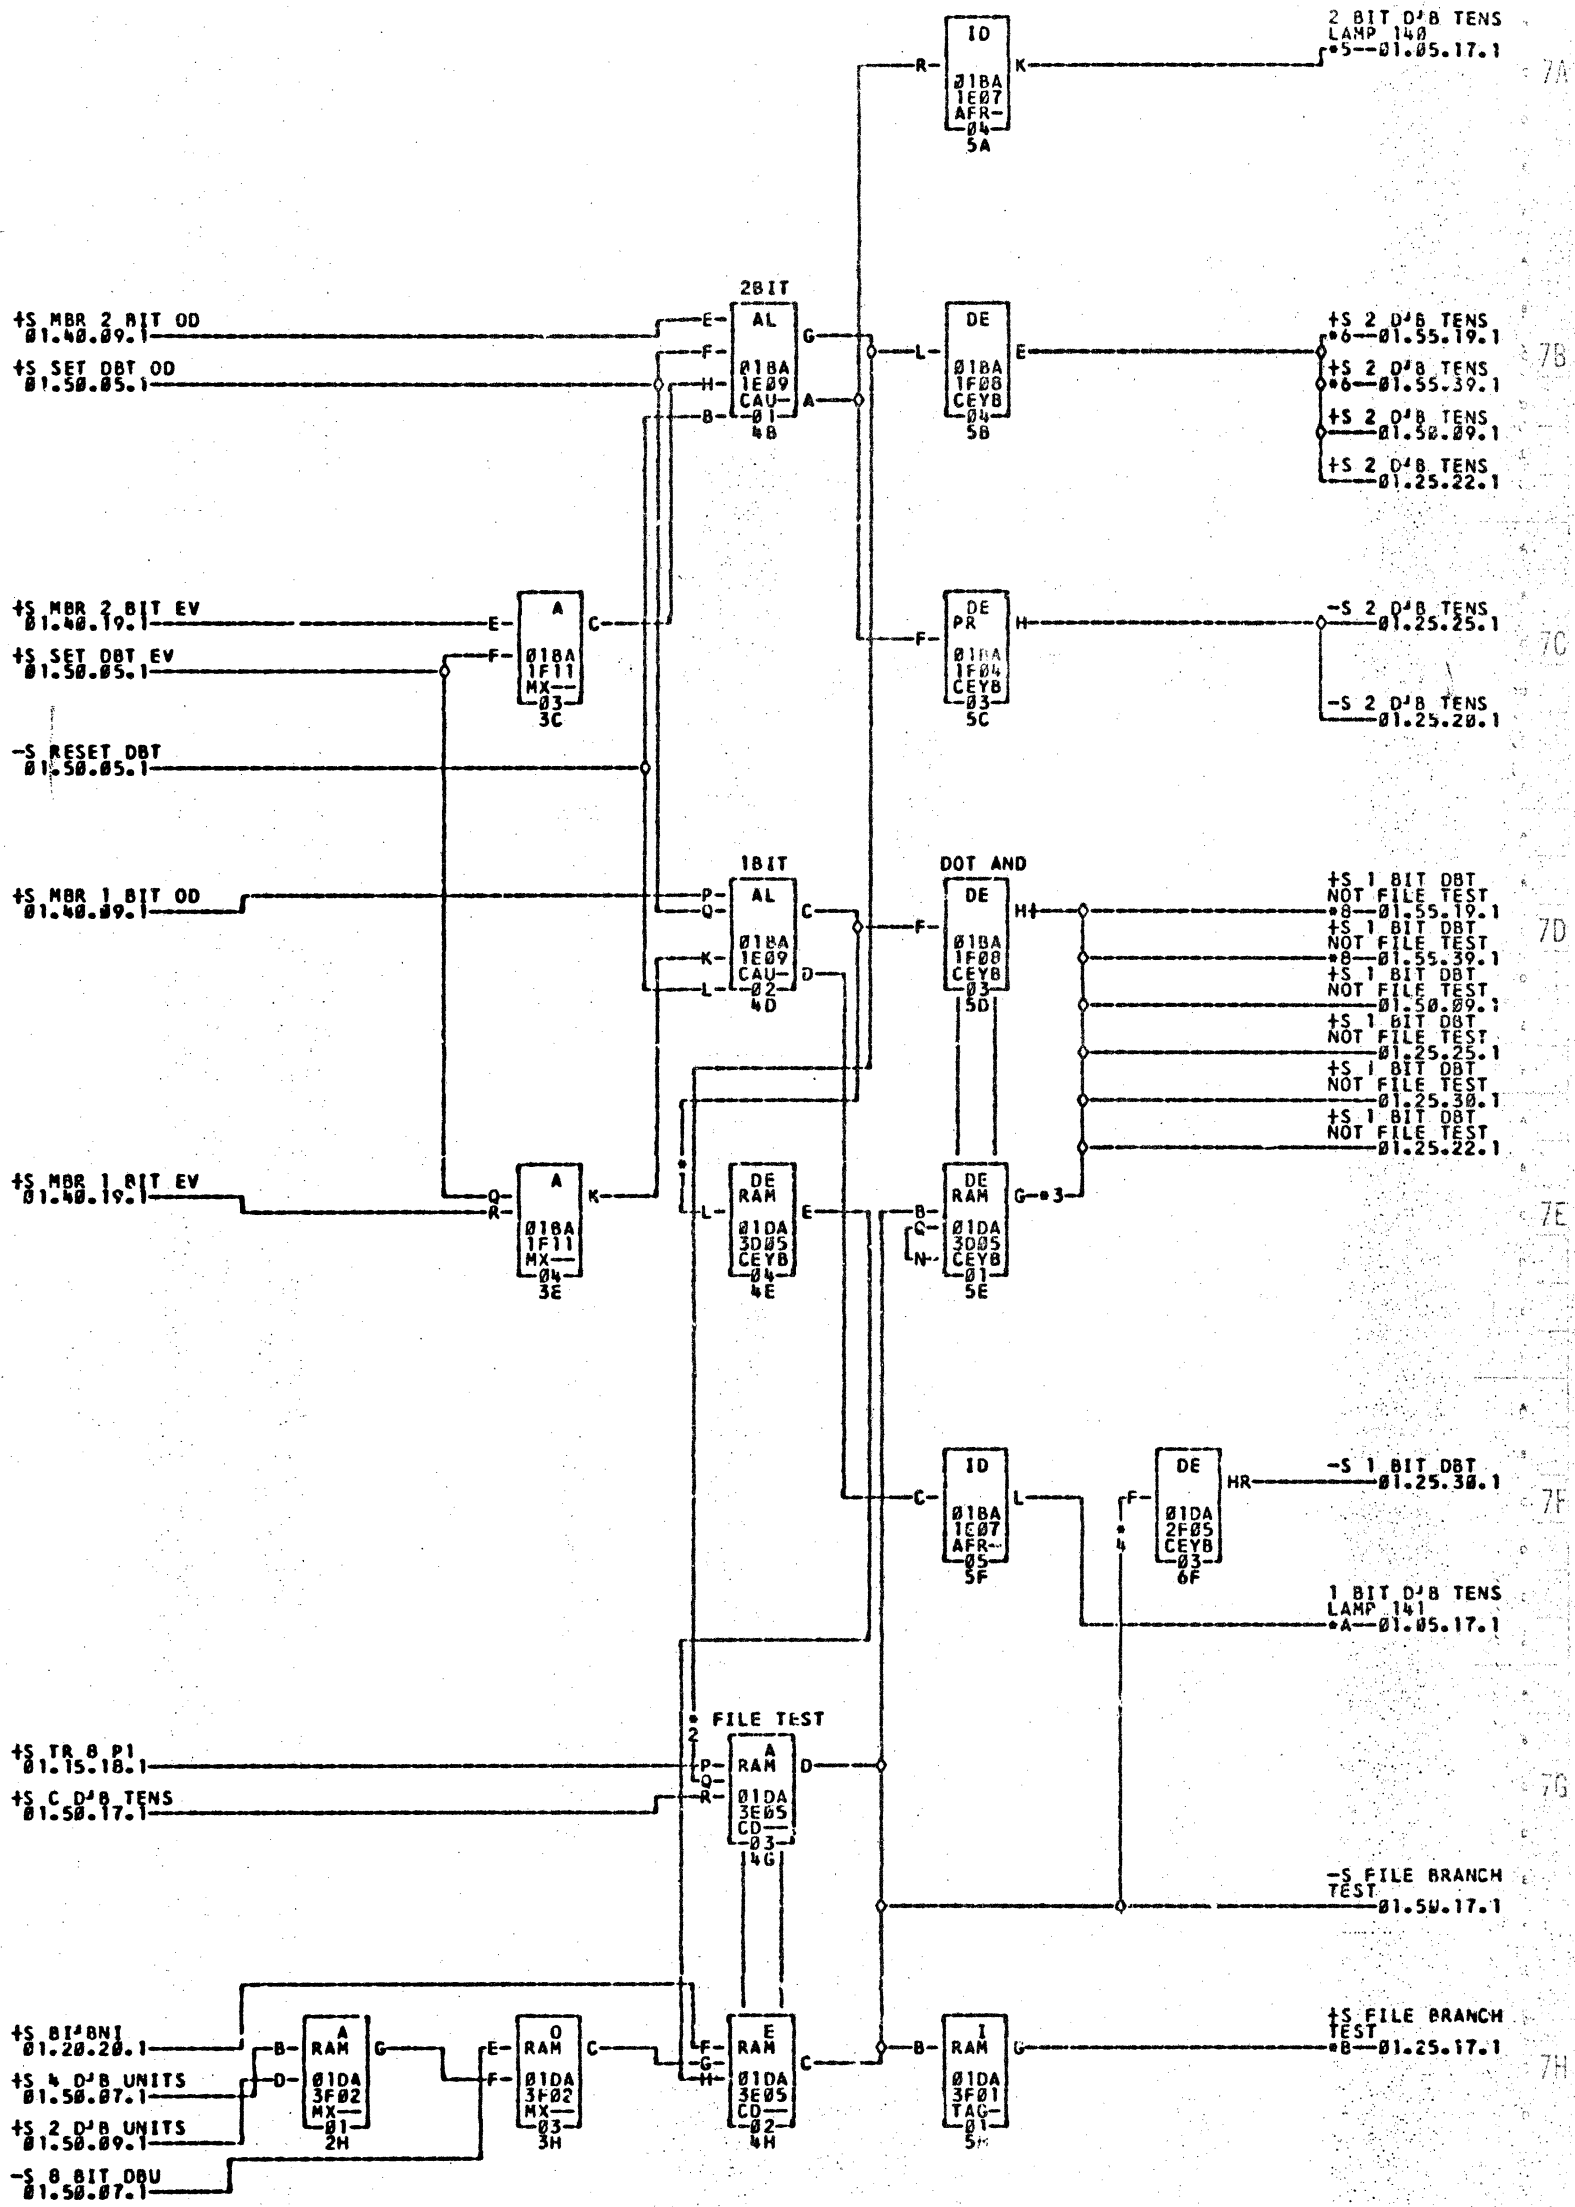 2 BIT D'B TENS
LAMP 140
*5--01.05.17.1
7A
ID
R K
01BA
1E07
AFR-
04
5A
2BIT
+S MBR 2 BIT OD
01.40.09.1
+S SET DBT OD
01.50.05.1
E AL G
F
H
B
A
01BA
1E09
CAU-
01
4B
DE
L E
01BA
1F08
CEYB
04
5B
+S 2 D'B TENS
*6--01.55.19.1
+S 2 D'B TENS
*6--01.55.39.1
+S 2 D'B TENS
01.50.09.1
+S 2 D'B TENS
01.25.22.1
7B
+S MBR 2 BIT EV
01.40.19.1
+S SET DBT EV
01.50.05.1
A
E C
F
01BA
1F11
MX--
03
3C
DE
PR H
F
01BA
1F04
CEYB
03
5C
-S 2 D'B TENS
01.25.25.1
-S 2 D'B TENS
01.25.20.1
7C
-S RESET DBT
01.50.05.1
1BIT
+S MBR 1 BIT OD
01.40.09.1
P AL C
Q
K
L
D
01BA
1E09
CAU-
02
4D
DOT AND
DE
F H
01BA
1F08
CEYB
03
5D
+S 1 BIT DBT
NOT FILE TEST
*8--01.55.19.1
+S 1 BIT DBT
NOT FILE TEST
*8--01.55.39.1
+S 1 BIT DBT
NOT FILE TEST
01.50.09.1
+S 1 BIT DBT
NOT FILE TEST
01.25.25.1
+S 1 BIT DBT
NOT FILE TEST
01.25.30.1
+S 1 BIT DBT
NOT FILE TEST
01.25.22.1
7D
+S MBR 1 BIT EV
01.40.19.1
A
Q K
R
01BA
1F11
MX--
04
3E
*1
DE
RAM
L E
01DA
3D05
CEYB
04
4E
DE
RAM G-*3
B
Q
N
01DA
3D05
CEYB
01
5E
7E
ID
C L
01BA
1E07
AFR-
05
5F
*4
DE
F HR
01DA
2F05
CEYB
03
6F
-S 1 BIT DBT
01.25.30.1
7F
1 BIT D'B TENS
LAMP 141
*A--01.05.17.1
*2
FILE TEST
+S TR 8 P1
01.15.18.1
+S C D'B TENS
01.50.17.1
A
P RAM D
Q
R
01DA
3E05
CD--
03
4G
7G
-S FILE BRANCH
TEST
01.50.17.1
+S BI'BNI
01.20.20.1
+S 4 D'B UNITS
01.50.07.1
+S 2 D'B UNITS
01.50.09.1
-S 8 BIT DBU
01.50.07.1
A
B RAM G
D
01DA
3F02
MX--
01
2H
O
E RAM C
F
01DA
3F02
MX--
03
3H
E
F RAM C
G
H
01DA
3E05
CD--
02
4H
I
B RAM G
01DA
3F01
TAG-
01
+S FILE BRANCH
TEST
*B--01.25.17.1
7H